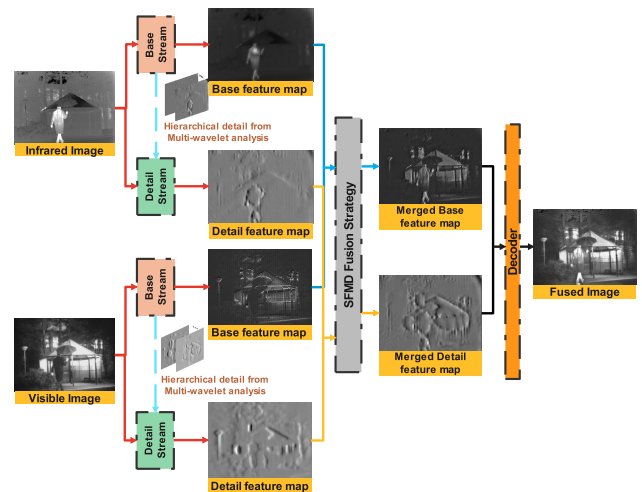 Base
Stream
Base feature map
Hierarchical detail from
Multi-wavelet analysis
Infrared Image
Detail
Stream
Detail feature map
SFMD Fusion Strategy
Merged Base
feature map
Decoder
Fused Image
Base
Stream
Base feature map
Hierarchical detail from
Multi-wavelet analysis
Visible Image
Merged Detail
feature map
Detail
Stream
Detail feature map